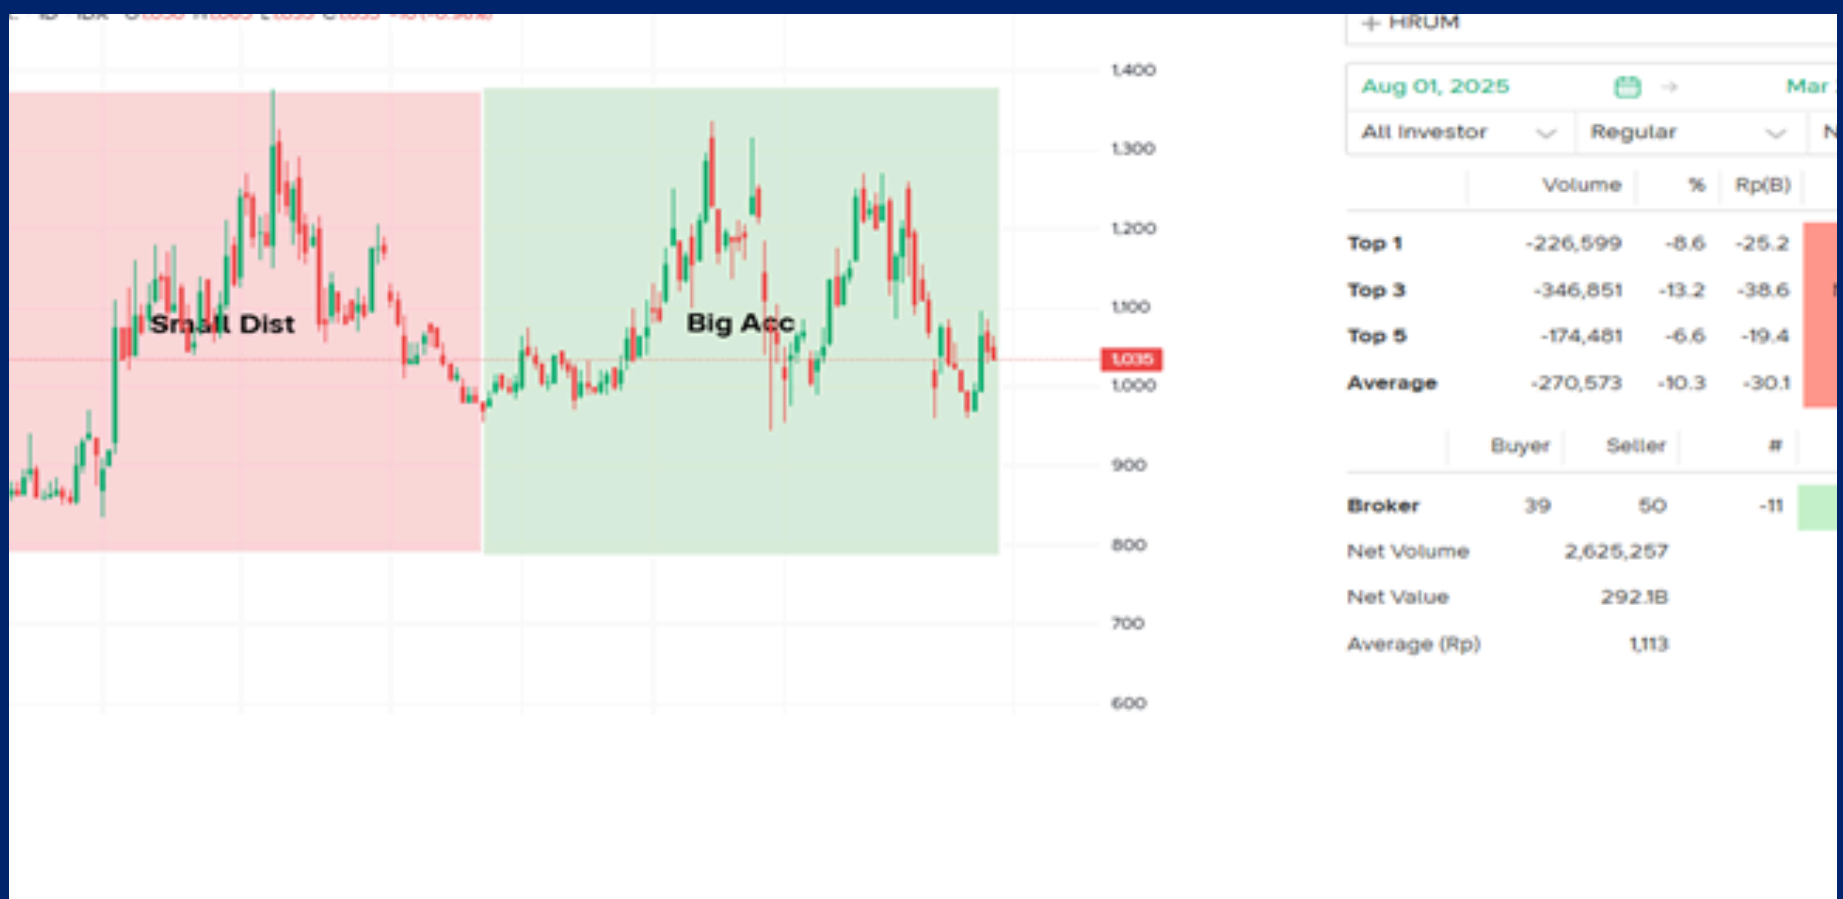 + HRUM
1,400
1,300
1,200
1,100
1,035
1,000
900
800
700
600
Small Dist
Big Acc
Aug 01, 2025 → Mar
All Investor Regular
Volume % Rp(B)
Top 1 -226,599 -8.6 -25.2
Top 3 -346,851 -13.2 -38.6
Top 5 -174,481 -6.6 -19.4
Average -270,573 -10.3 -30.1
Buyer Seller #
Broker 39 50 -11
Net Volume 2,625,257
Net Value 292.1B
Average (Rp) 1,113